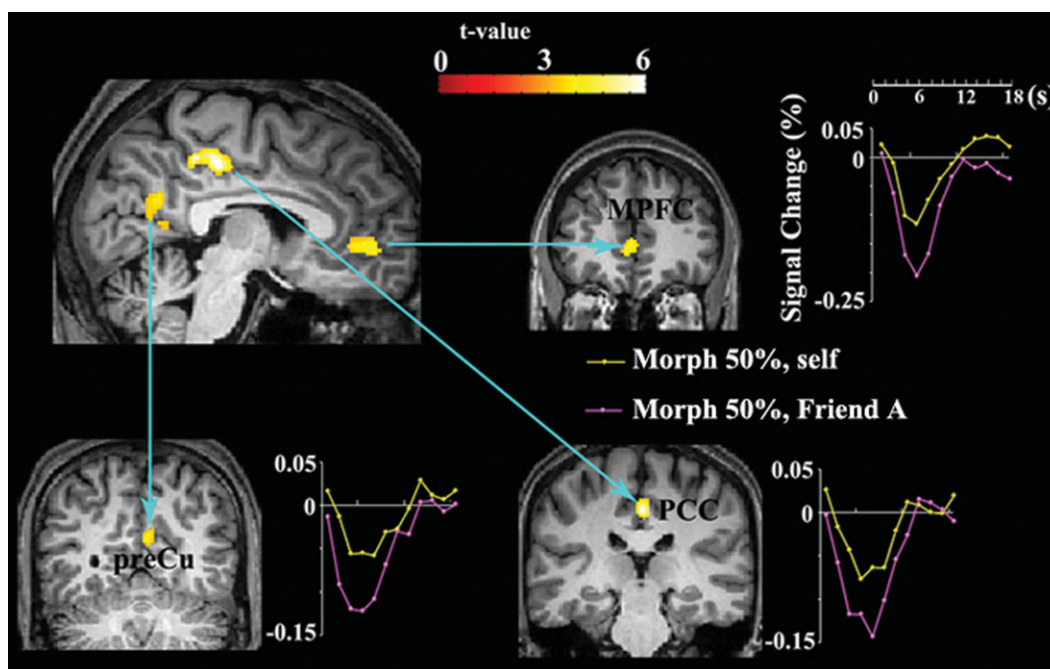 t-value
0 3 6
0 6 12 18 (s)
Signal Change (%)
0.05
0
-0.25
MPFC
Morph 50%, self
Morph 50%, Friend A
0.05
0
-0.15
preCu
PCC
0.05
0
-0.15